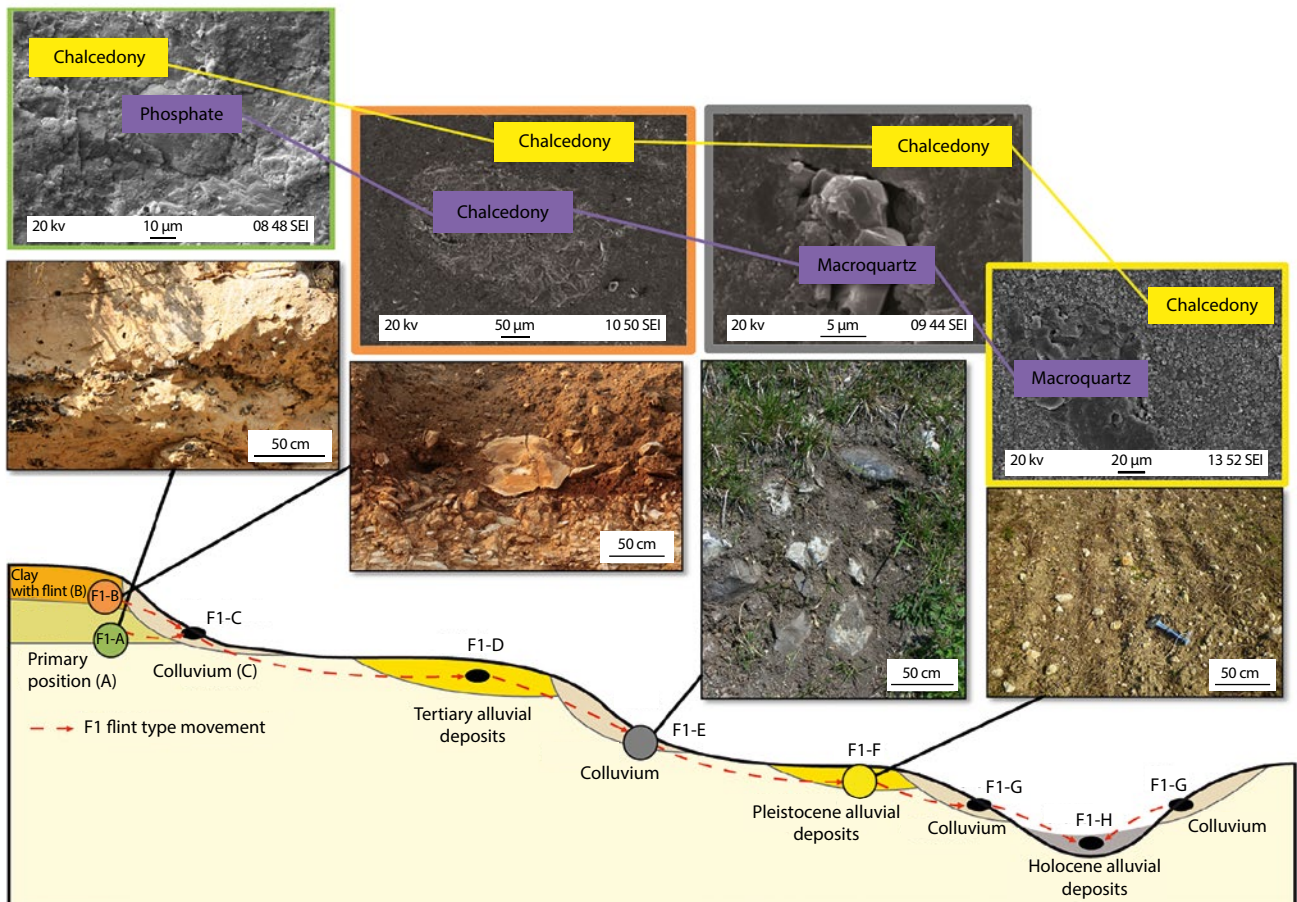 Chalcedony
Phosphate
20 kv 10 µm 08 48 SEI
Chalcedony
Chalcedony
20 kv 50 µm 10 50 SEI
Chalcedony
Macroquartz
20 kv 5 µm 09 44 SEI
Chalcedony
Macroquartz
20 kv 20 µm 13 52 SEI
50 cm
50 cm
50 cm
50 cm
Clay
with flint (B)
F1-B
F1-A
Primary
position (A)
F1-C
Colluvium (C)
F1 flint type movement
F1-D
Tertiary alluvial
deposits
F1-E
Colluvium
F1-F
Pleistocene alluvial
deposits
F1-G
Colluvium
F1-H
Holocene alluvial
deposits
F1-G
Colluvium